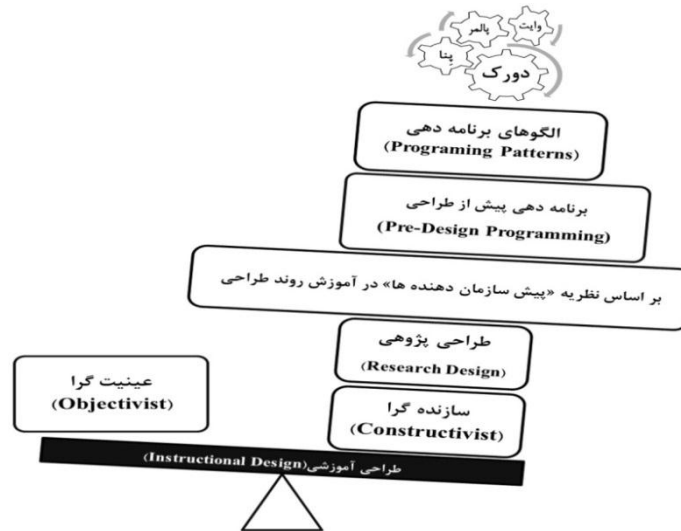 وایت
پالمر
پِنا
دورک
الگوهای برنامه دهی
(Programing Patterns)
برنامه دهی پیش از طراحی
(Pre-Design Programming)
بر اساس نظریه «پیش سازمان دهنده ها» در آموزش روند طراحی
طراحی پژوهی
(Research Design)
عینیت گرا
(Objectivist)
سازنده گرا
(Constructivist)
طراحی آموزشی(Instructional Design)